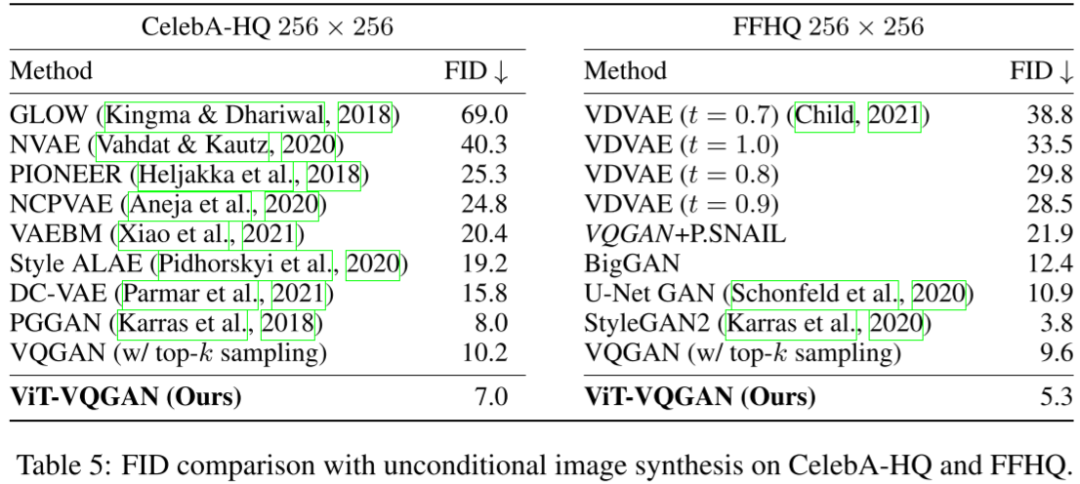 CelebA-HQ 256 × 256
Method FID ↓
GLOW (Kingma & Dhariwal, 2018) 69.0
NVAE (Vahdat & Kautz, 2020) 40.3
PIONEER (Heljakka et al., 2018) 25.3
NCPVAE (Aneja et al., 2020) 24.8
VAEBM (Xiao et al., 2021) 20.4
Style ALAE (Pidhorskyi et al., 2020) 19.2
DC-VAE (Parmar et al., 2021) 15.8
PGGAN (Karras et al., 2018) 8.0
VQGAN (w/ top-k sampling) 10.2
ViT-VQGAN (Ours) 7.0
FFHQ 256 × 256
Method FID ↓
VDVAE (t = 0.7) (Child, 2021) 38.8
VDVAE (t = 1.0) 33.5
VDVAE (t = 0.8) 29.8
VDVAE (t = 0.9) 28.5
VQGAN+P.SNAIL 21.9
BigGAN 12.4
U-Net GAN (Schonfeld et al., 2020) 10.9
StyleGAN2 (Karras et al., 2020) 3.8
VQGAN (w/ top-k sampling) 9.6
ViT-VQGAN (Ours) 5.3
Table 5: FID comparison with unconditional image synthesis on CelebA-HQ and FFHQ.